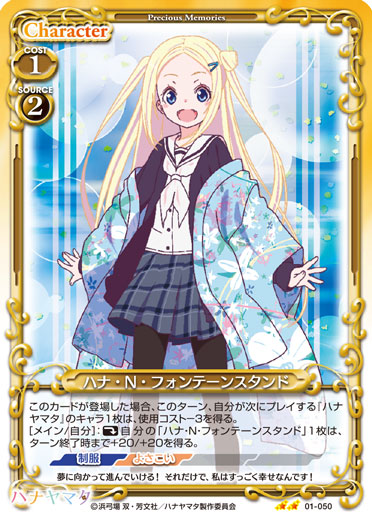 Precious Memories
Character
COST
1
SOURCE
2
ハナ・N・フォンテーンスタンド
このカードが登場した場合、このターン、自分が次にプレイする「ハナ
ヤマタ」のキャラ1枚は、使用コスト－3を得る。
[メイン/自分]: 自分の「ハナ・N・フォンテーンスタンド」1枚は、
ターン終了時まで+20/+20を得る。
制服 よさこい
夢に向かって進んでいける! それだけで、私はすっごく幸せなんです!
ハナヤマタ
©浜弓場 双・芳文社/ハナヤマタ製作委員会
01-050